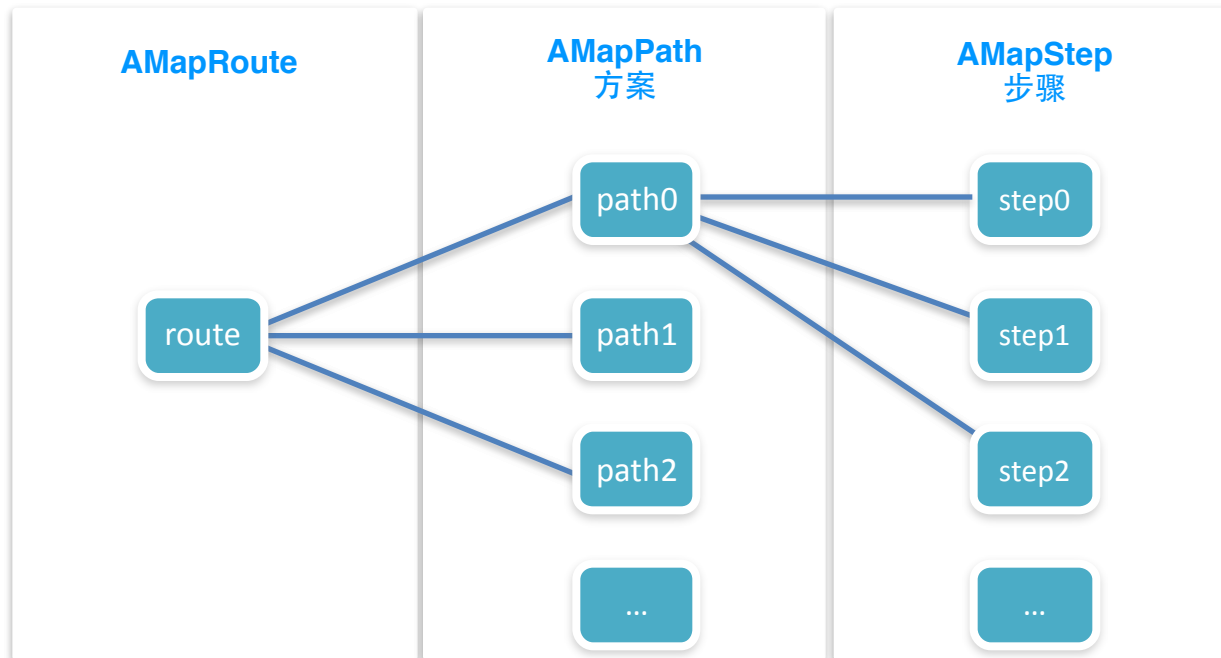 AMapRoute
AMapPath
方案
AMapStep
步骤
route
path0
path1
path2
...
step0
step1
step2
...